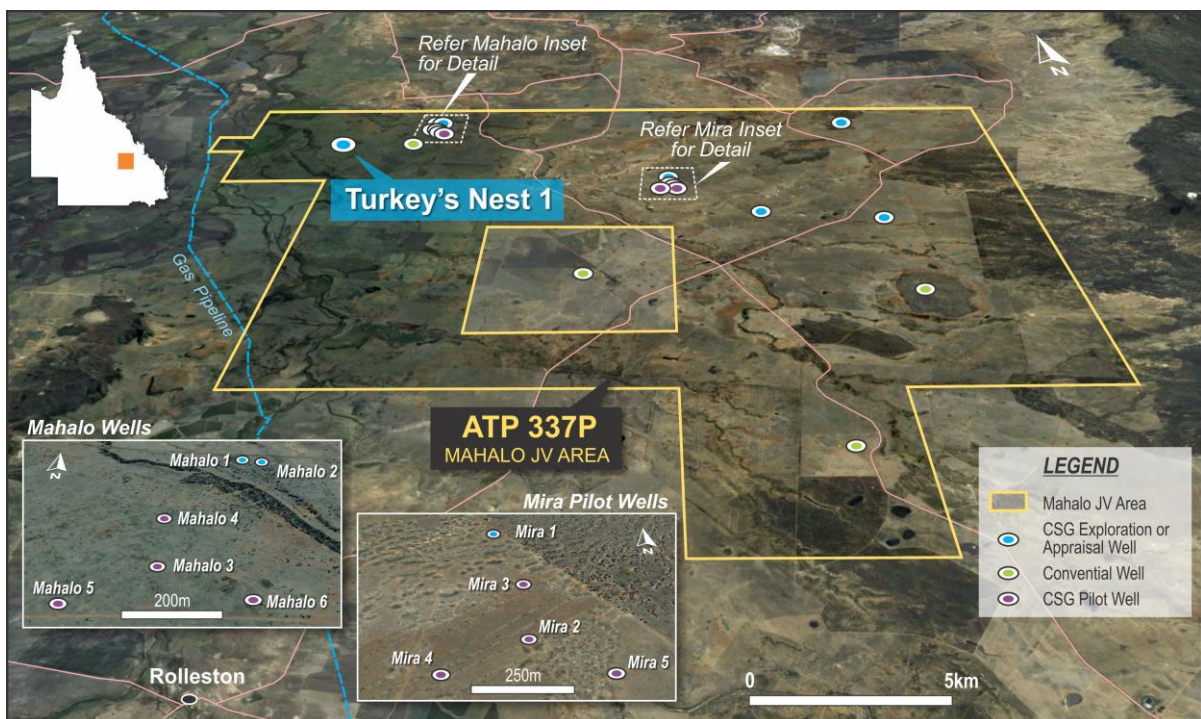 Refer Mahalo Inset
for Detail
N
Refer Mira Inset
for Detail
Turkey's Nest 1
Gas Pipeline
ATP 337P
MAHALO JV AREA
Mahalo Wells
N
Mahalo 1
Mahalo 2
Mahalo 4
Mahalo 3
Mahalo 5
Mahalo 6
200m
Mira Pilot Wells
N
Mira 1
Mira 3
Mira 2
Mira 4
Mira 5
250m
LEGEND
Mahalo JV Area
CSG Exploration or
Appraisal Well
Convential Well
CSG Pilot Well
Rolleston
0 5km